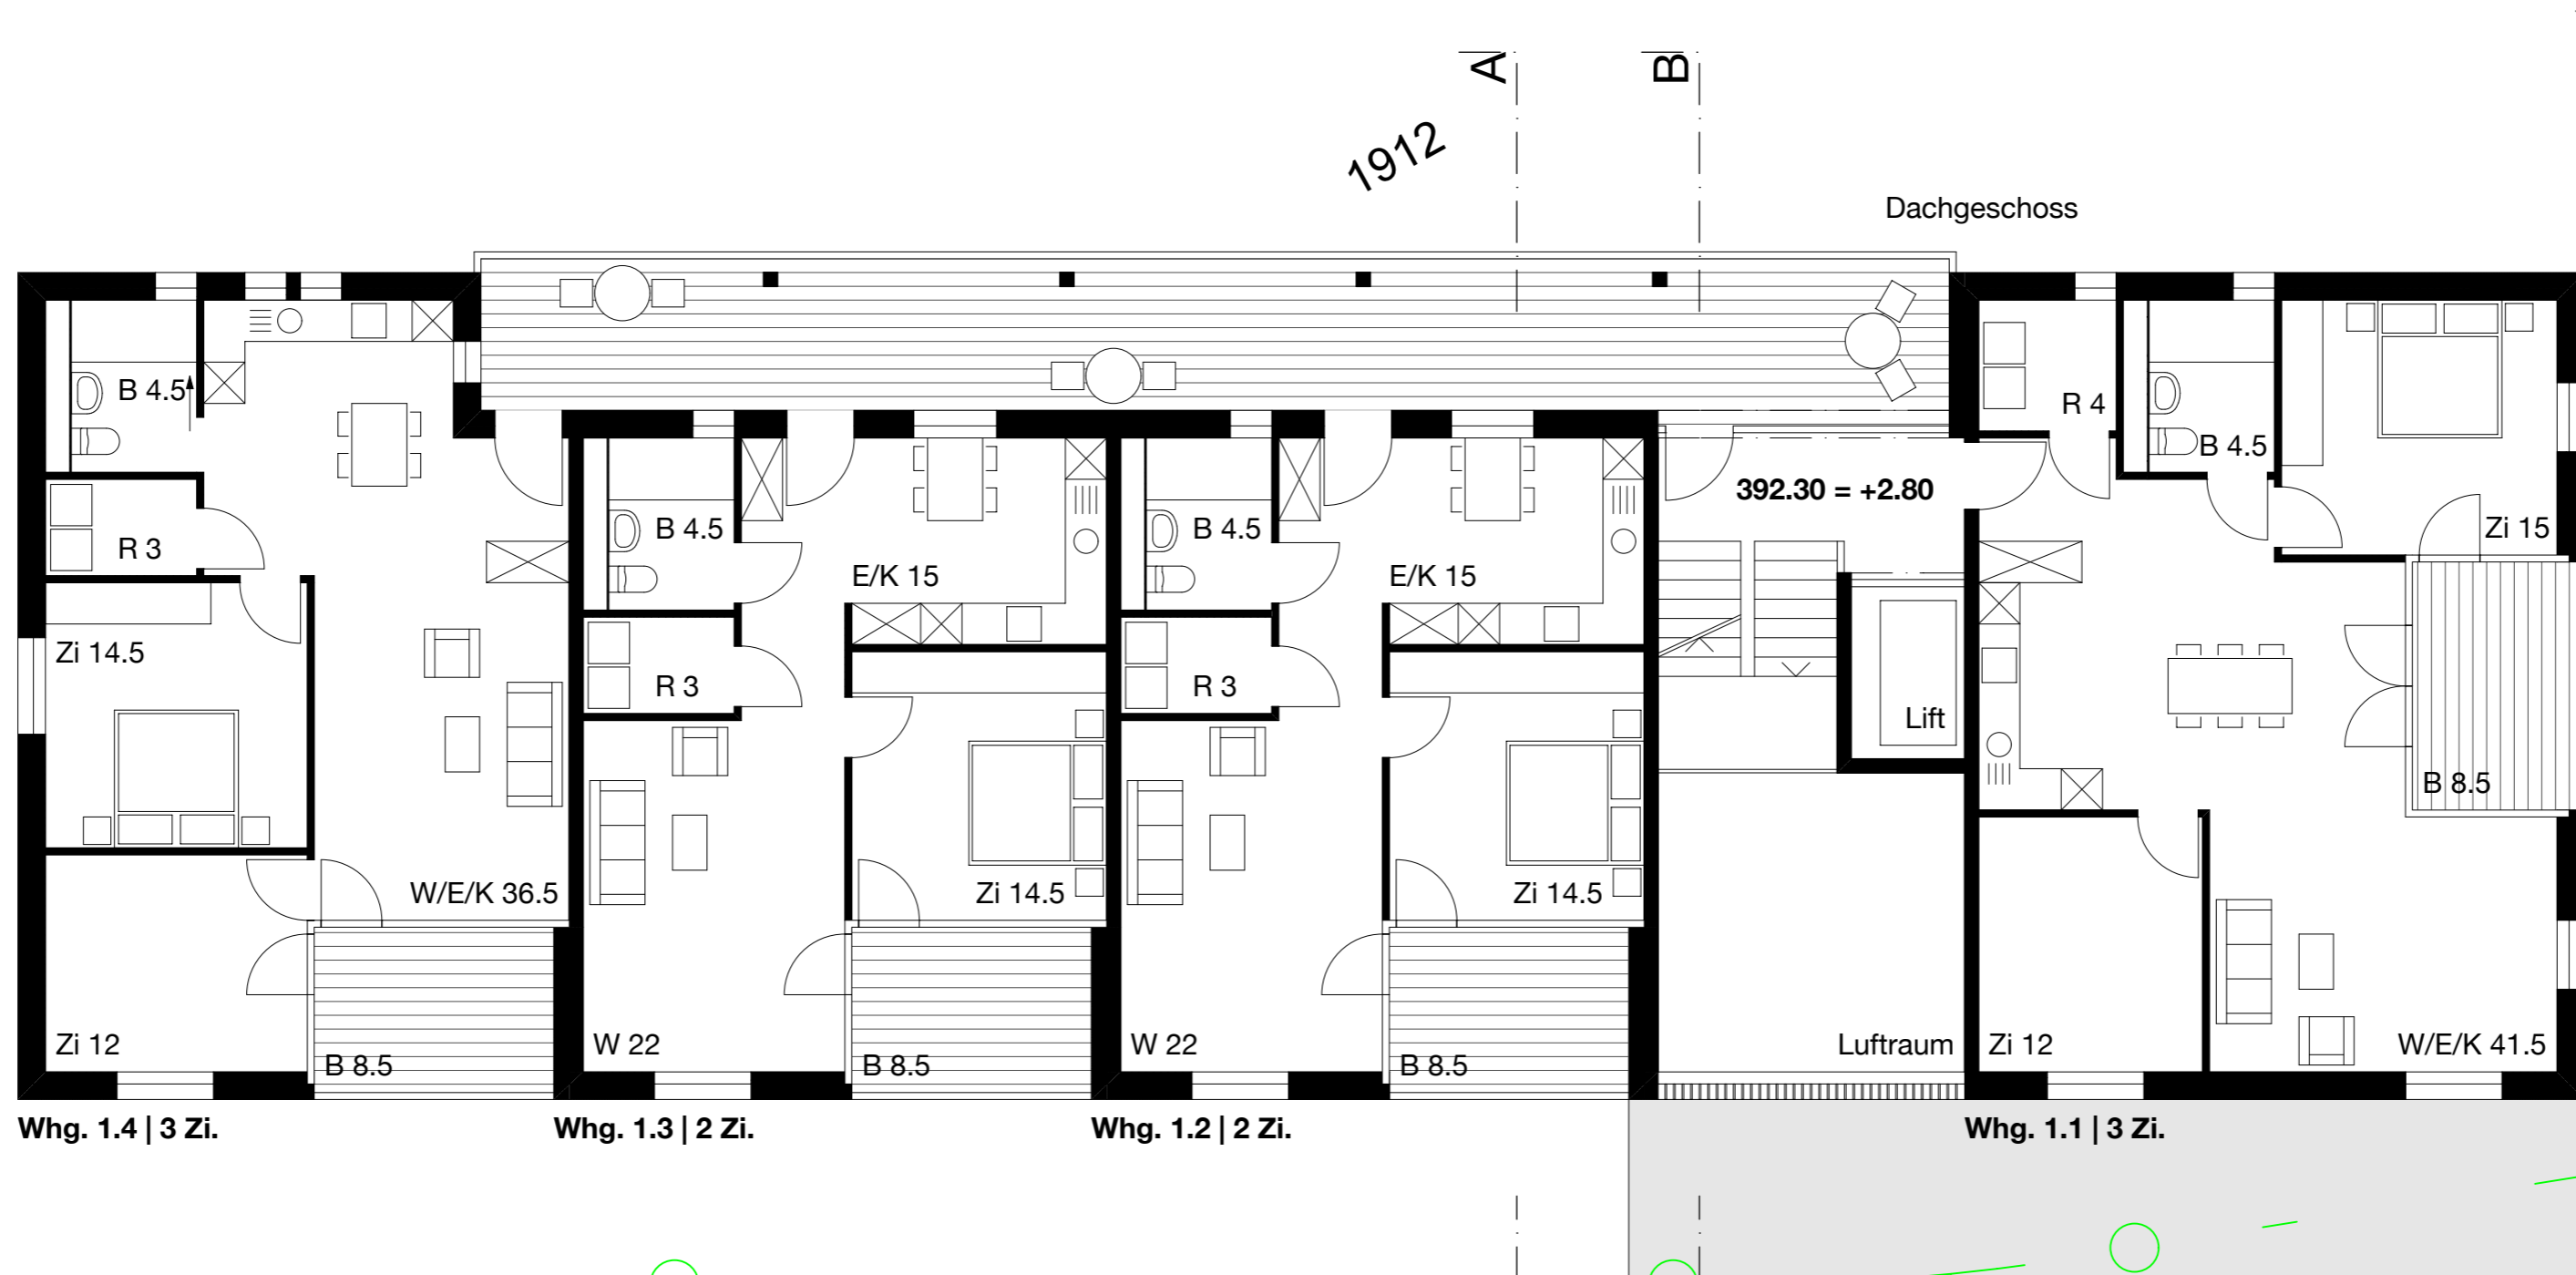 A
B
1912
Dachgeschoss
B 4.5
R 3
Zi 14.5
W/E/K 36.5
Zi 12
B 8.5
B 4.5
E/K 15
R 3
Zi 14.5
W 22
B 8.5
B 4.5
E/K 15
R 3
Zi 14.5
W 22
B 8.5
392.30 = +2.80
Lift
Luftraum
R 4
B 4.5
Zi 15
B 8.5
Zi 12
W/E/K 41.5
Whg. 1.4 | 3 Zi.
Whg. 1.3 | 2 Zi.
Whg. 1.2 | 2 Zi.
Whg. 1.1 | 3 Zi.